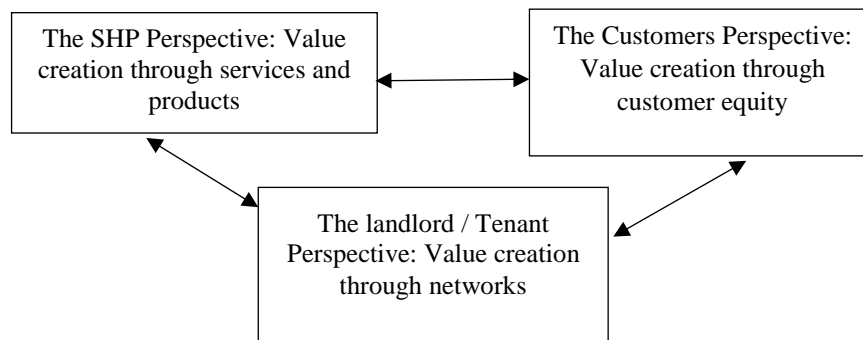 The SHP Perspective: Value
creation through services and
products
The Customers Perspective:
Value creation through
customer equity
The landlord / Tenant
Perspective: Value creation
through networks